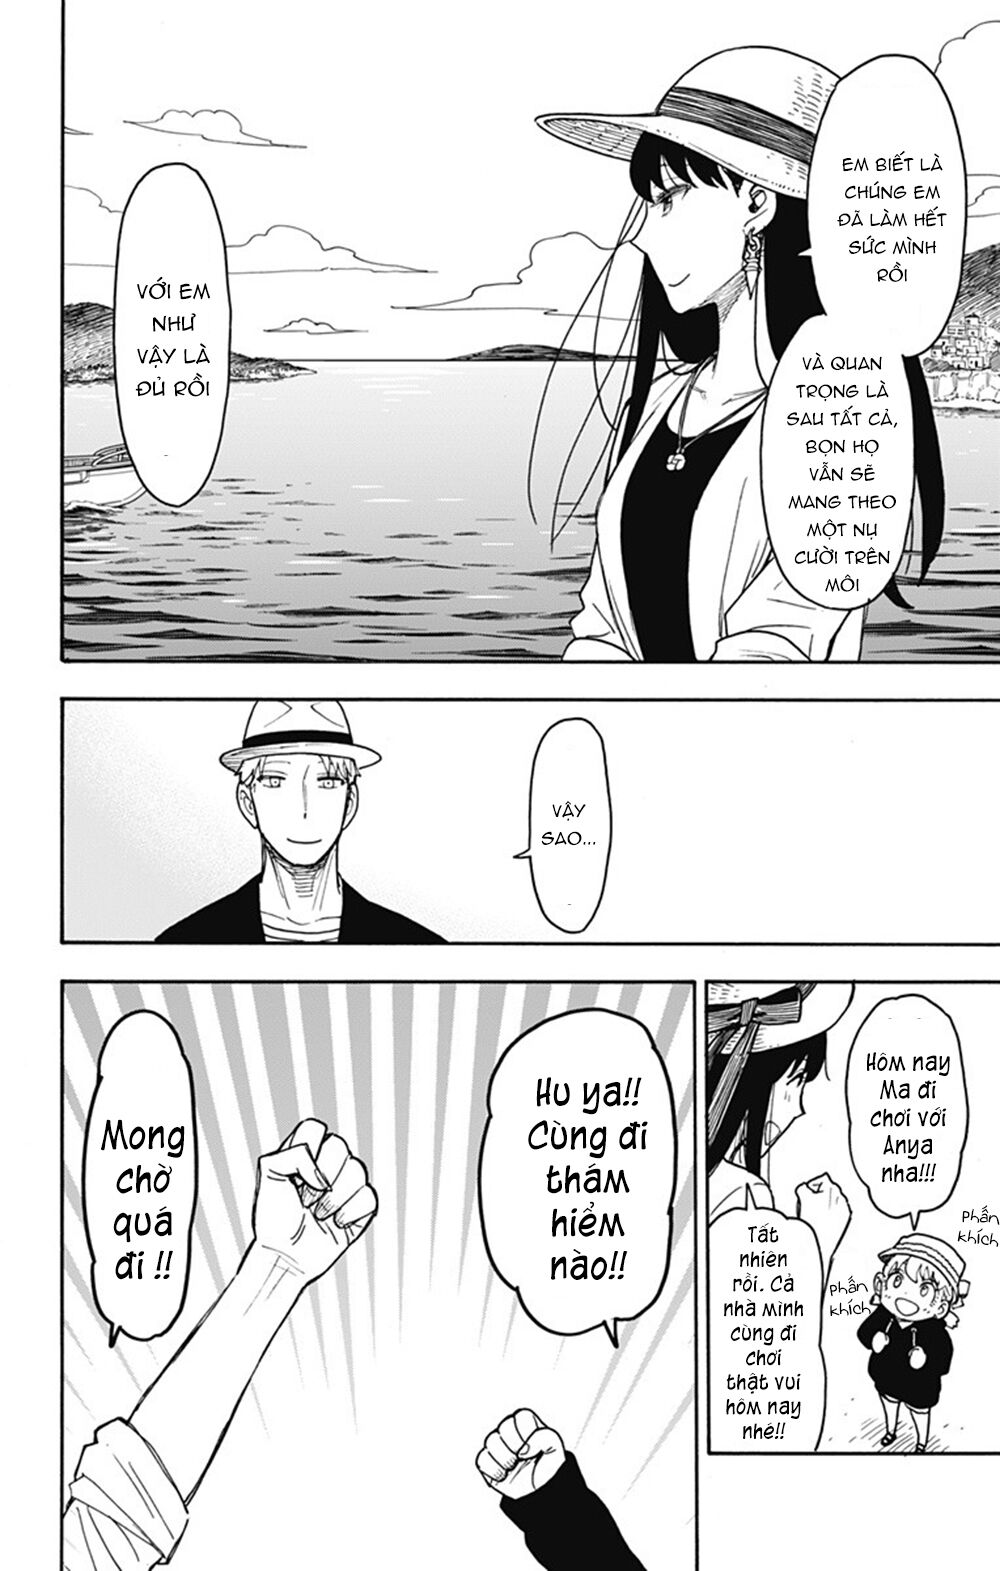 EM BIẾT LÀ
CHÚNG EM
ĐÃ LÀM HẾT
SỨC MÌNH
RỒI
VÀ QUAN
TRỌNG LÀ
SAU TẤT CẢ,
BỌN HỌ
VẪN SẼ
MANG THEO
MỘT NỤ
CƯỜI TRÊN
MÔI
VỚI EM
NHƯ
VẬY LÀ
ĐỦ RỒI
VẬY
SAO...
Hôm nay
Ma đi
chơi với
Anya
nha!!!
Phấn
khích
Phấn
khích
Tất
nhiên
rồi. Cả
nhà mình
cùng đi
chơi
thật vui
hôm nay
nhé!!
Hu ya!!
Cùng đi
thám
hiểm
nào!!
Mong
chờ
quá
đi !!